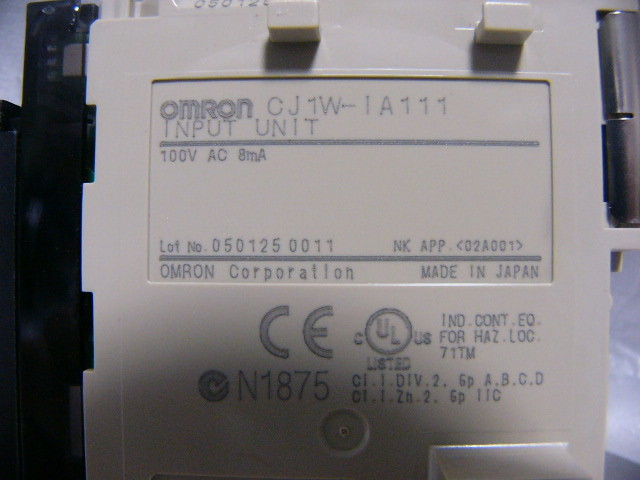 050125
OMRON CJ1W-IA111
INPUT UNIT
100V AC 8mA
Lot No. 050125 0011 NK APP.<02A001>
OMRON Corporation MADE IN JAPAN
CE C UL US IND.CONT.EQ.
FOR HAZ.LOC.
71TM
LISTED
N1875 Cl.I.DIV.2, Gp A.B.C.D
Cl.I.Zn.2, Gp IIC